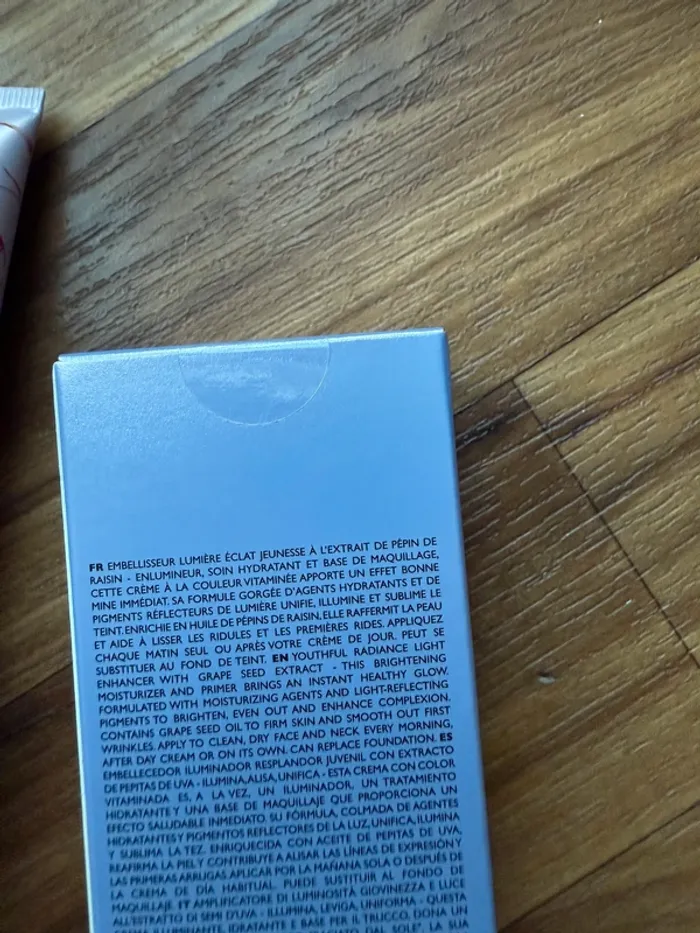 FR EMBELLISSEUR LUMIÈRE ÉCLAT JEUNESSE À L'EXTRAIT DE PÉPIN DE
RAISIN - ENLUMINEUR, SOIN HYDRATANT ET BASE DE MAQUILLAGE,
CETTE CRÈME À LA COULEUR VITAMINÉE APPORTE UN EFFET BONNE
MINE IMMÉDIAT. SA FORMULE GORGÉE D'AGENTS HYDRATANTS ET DE
PIGMENTS RÉFLECTEURS DE LUMIÈRE UNIFIE, ILLUMINE ET SUBLIME LE
TEINT. ENRICHIE EN HUILE DE PÉPINS DE RAISIN, ELLE RAFFERMIT LA PEAU
ET AIDE À LISSER LES RIDULES ET LES PREMIÈRES RIDES. APPLIQUEZ
CHAQUE MATIN SEUL OU APRÈS VOTRE CRÈME DE JOUR. PEUT SE
SUBSTITUER AU FOND DE TEINT. EN YOUTHFUL RADIANCE LIGHT
ENHANCER WITH GRAPE SEED EXTRACT - THIS BRIGHTENING
MOISTURIZER AND PRIMER BRINGS AN INSTANT HEALTHY GLOW.
FORMULATED WITH MOISTURIZING AGENTS AND LIGHT-REFLECTING
PIGMENTS TO BRIGHTEN, EVEN OUT AND ENHANCE COMPLEXION.
CONTAINS GRAPE SEED OIL TO FIRM SKIN AND SMOOTH OUT FIRST
WRINKLES. APPLY TO CLEAN, DRY FACE AND NECK EVERY MORNING,
AFTER DAY CREAM OR ON ITS OWN. CAN REPLACE FOUNDATION. ES
EMBELLECEDOR ILUMINADOR RESPLANDOR JUVENIL CON EXTRACTO
DE PEPITAS DE UVA - ILUMINA, ALISA, UNIFICA - ESTA CREMA CON COLOR
VITAMINADA ES, A LA VEZ, UN ILUMINADOR, UN TRATAMIENTO
HIDRATANTE Y UNA BASE DE MAQUILLAJE QUE PROPORCIONA UN
EFECTO SALUDABLE INMEDIATO. SU FÓRMULA, COLMADA DE AGENTES
HIDRATANTES Y PIGMENTOS REFLECTORES DE LA LUZ, UNIFICA, ILUMINA
Y SUBLIMA LA TEZ. ENRIQUECIDA CON ACEITE DE PEPITAS DE UVA,
REAFIRMA LA PIEL Y CONTRIBUYE A ALISAR LAS LÍNEAS DE EXPRESIÓN Y
LAS PRIMERAS ARRUGAS. APLICAR POR LA MAÑANA SOLA O DESPUÉS DE
LA CREMA DE DÍA HABITUAL. PUEDE SUSTITUIR AL FONDO DE
MAQUILLAJE. IT AMPLIFICATORE DI LUMINOSITÀ GIOVINEZZA E LUCE
ALL'ESTRATTO DI SEMI D'UVA - ILLUMINA, LEVIGA, UNIFORMA - QUESTA
CREMA ILLUMINANTE, IDRATANTE E BASE PER IL TRUCCO, DONA UN
DAL SOLE". LA SUA